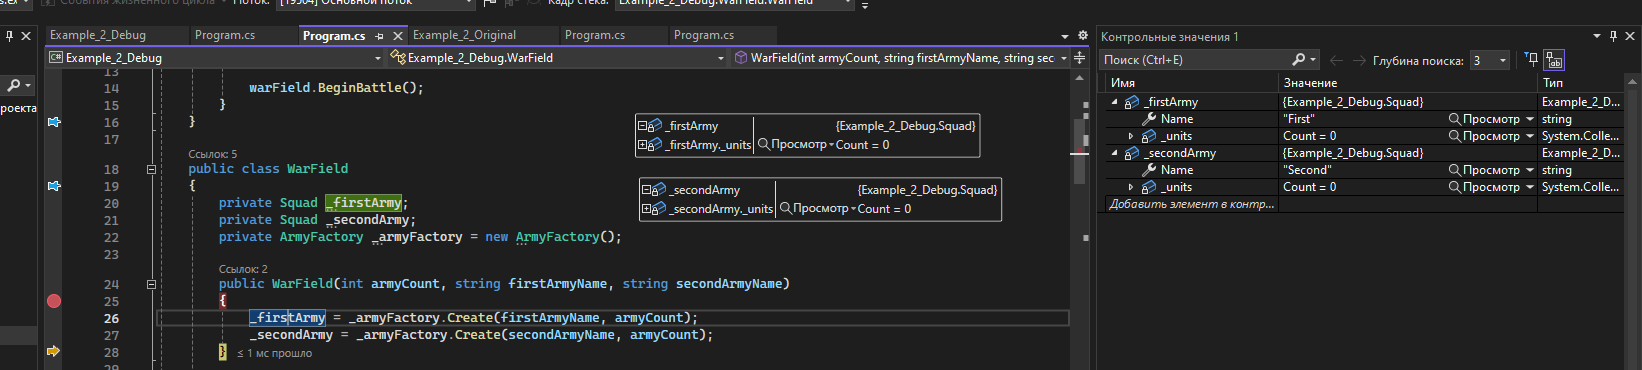 События жизненного цикла Поток: [19504] Основной поток Кадр стека: Example_2_Debug.WarField.WarField
Example_2_Debug Program.cs Program.cs Example_2_Original Program.cs Program.cs
Example_2_Debug Example_2_Debug.WarField WarField(int armyCount, string firstArmyName, string sec
13
14 warField.BeginBattle();
15 }
16 }
17
Ссылок: 5
18 public class WarField
19 {
20 private Squad _firstArmy;
21 private Squad _secondArmy;
22 private ArmyFactory _armyFactory = new ArmyFactory();
23
Ссылок: 2
24 public WarField(int armyCount, string firstArmyName, string secondArmyName)
25 {
26 _firstArmy = _armyFactory.Create(firstArmyName, armyCount);
27 _secondArmy = _armyFactory.Create(secondArmyName, armyCount);
28 } ≤ 1 мс прошло
29
_firstArmy {Example_2_Debug.Squad}
_firstArmy._units Просмотр Count = 0
_secondArmy {Example_2_Debug.Squad}
_secondArmy._units Просмотр Count = 0
роекта
Контрольные значения 1
Поиск (Ctrl+E) Глубина поиска: 3
Имя Значение Тип
_firstArmy {Example_2_Debug.Squad} Example_2_D...
Name "First" Просмотр string
_units Count = 0 Просмотр System.Colle...
_secondArmy {Example_2_Debug.Squad} Example_2_D...
Name "Second" Просмотр string
_units Count = 0 Просмотр System.Colle...
Добавить элемент в контр...